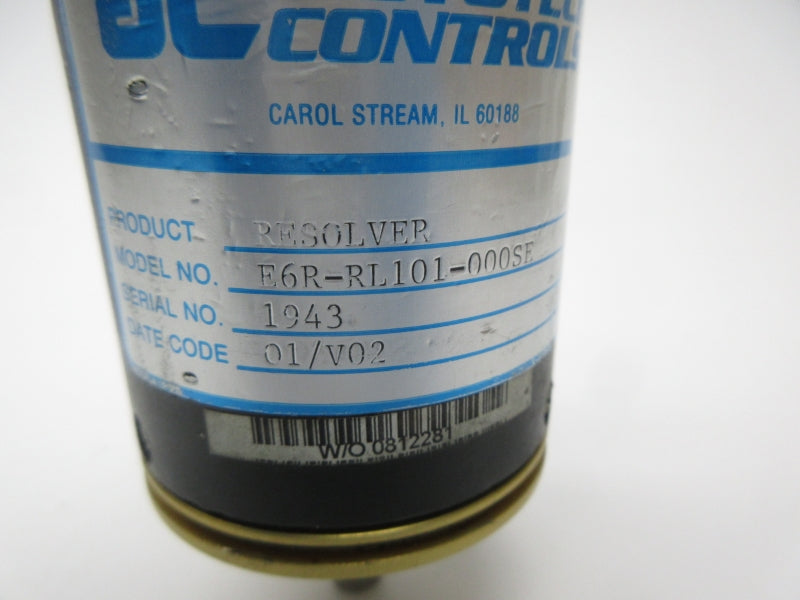 CONTROLS
CAROL STREAM, IL 60188
PRODUCT RESOLVER
MODEL NO. E6R-RL101-000SE
SERIAL NO. 1943
DATE CODE 01/V02
W/O 0812281